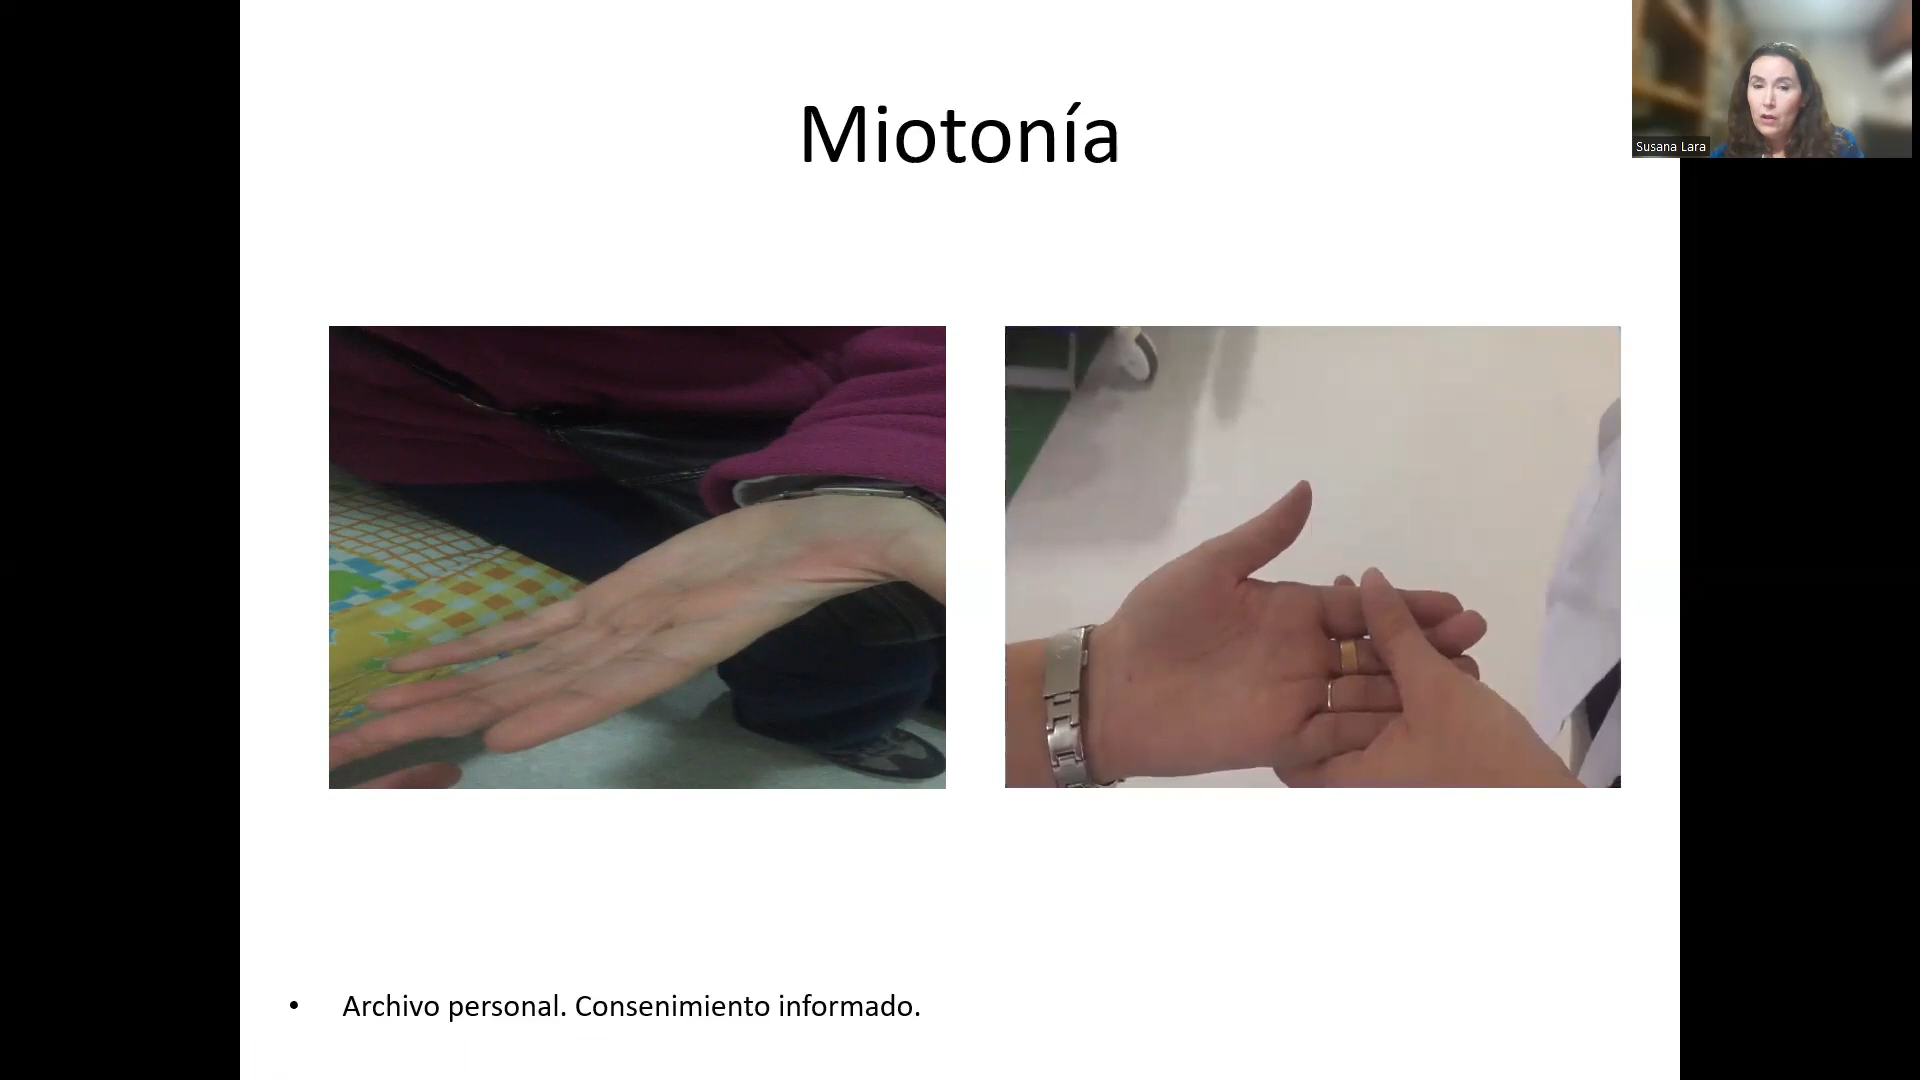 Miotonía
Susana Lara
• Archivo personal. Consenimiento informado.